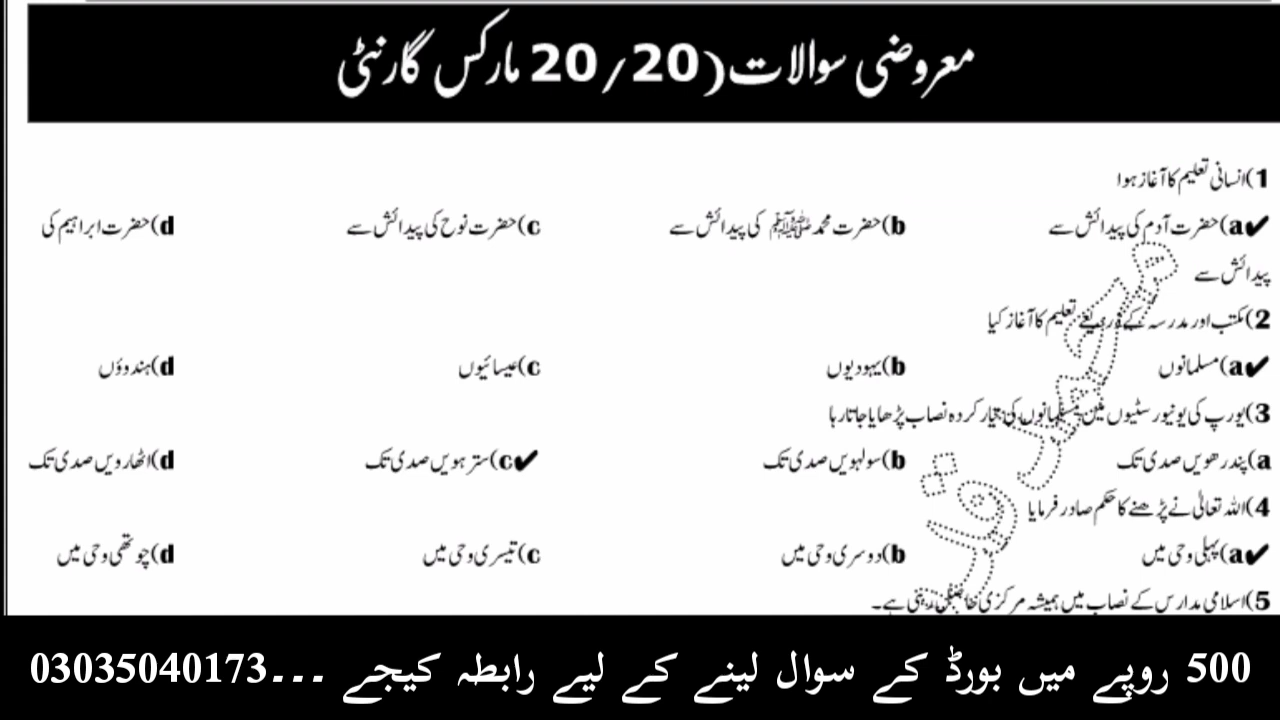 معروضی سوالات(20/20 مارکس گارنٹی
1)انسانی تعلیم کا آغاز ہوا
✔a)حضرت آدم کی پیدائش سے b)حضرت محمد ﷺ کی پیدائش سے c)حضرت نوح کی پیدائش سے d)حضرت ابراہیم کی
پیدائش سے
2)مکتب اور مدرسہ کے ذریعے تعلیم کا آغاز کیا
✔a)مسلمانوں b)یہودیوں c)عیسائیوں d)ہندوؤں
3)یورپ کی یونیورسٹیوں میں مسلمانوں کی تیار کردہ نصاب پڑھایا جاتا رہا
a)پندرھویں صدی تک b)سولہویں صدی تک ✔c)سترہویں صدی تک d)اٹھارویں صدی تک
4)اللہ تعالیٰ نے پڑھنے کا حکم صادر فرمایا
✔a)پہلی وحی میں b)دوسری وحی میں c)تیسری وحی میں d)چوتھی وحی میں
5)اسلامی مدارس کے نصاب میں ہمیشہ مرکزی ہے۔
500 روپے میں بورڈ کے سوال لینے کے لیے رابطہ کیجے ---03035040173